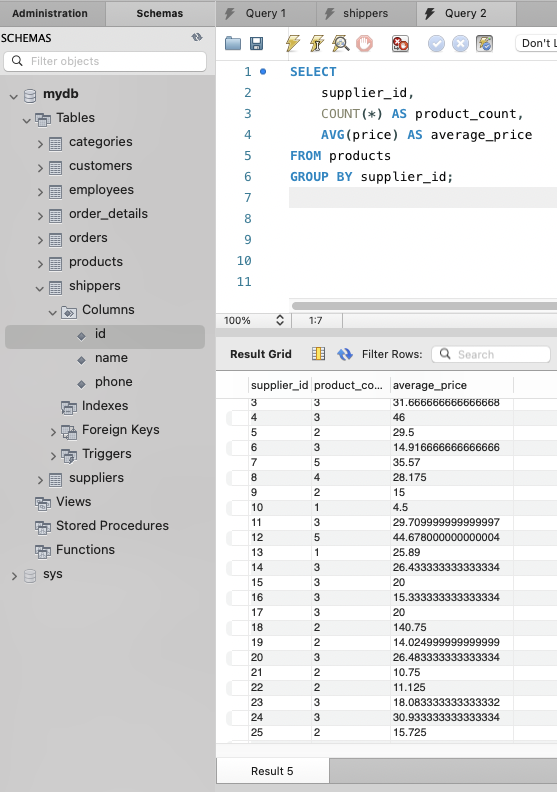 Administration Schemas
SCHEMAS
Filter objects
mydb
Tables
categories
customers
employees
order_details
orders
products
shippers
Columns
id
name
phone
Indexes
Foreign Keys
Triggers
suppliers
Views
Stored Procedures
Functions
sys
Query 1 shippers Query 2
Don't L
1 SELECT
2 supplier_id,
3 COUNT(*) AS product_count,
4 AVG(price) AS average_price
5 FROM products
6 GROUP BY supplier_id;
7
8
9
10
11
100% 1:7
Result Grid Filter Rows: Search
supplier_id product_co... average_price
3 3 31.666666666666668
4 3 46
5 2 29.5
6 3 14.916666666666666
7 5 35.57
8 4 28.175
9 2 15
10 1 4.5
11 3 29.709999999999997
12 5 44.678000000000004
13 1 25.89
14 3 26.433333333333334
15 3 20
16 3 15.333333333333334
17 3 20
18 2 140.75
19 2 14.024999999999999
20 3 26.483333333333334
21 2 10.75
22 2 11.125
23 3 18.083333333333332
24 3 30.933333333333334
25 2 15.725
Result 5